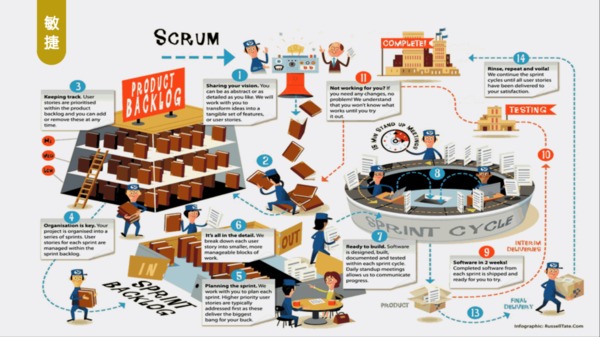 敏
捷
SCRUM
COMPLETE!
14
Rinse, repeat and voila!
We continue the sprint
cycles until all user stories
have been delivered to
your satisfaction.
1
Sharing your vision. You
can be as abstract or as
detailed as you like. We will
work with you to
transform ideas into a
tangible set of features,
or user stories.
11
Not working for you? If
you need any changes, no
problem! We understand
that you won't know what
works until you try
it out.
3
Keeping track. User
stories are prioritised
within the product
backlog and you can add
or remove these at any
time.
PRODUCT
BACKLOG
TESTING
15 MIN STAND UP MEETING
2
10
8
4
Organisation is key. Your
project is organised into a
series of sprints. User
stories for each sprint are
managed within the
sprint backlog.
6
It's all in the detail. We
break down each user
story into smaller, more
manageable blocks of
work.
OUT
IN
SPRINT
BACKLOG
5
Planning the sprint. We
work with you to plan each
sprint. Higher priority user
stories are typically
addressed first as these
deliver the biggest
bang for your buck.
SPRINT CYCLE
7
Ready to build. Software
is designed, built,
documented and tested
within each sprint cycle.
Daily standup meetings
allows us to communicate
progress.
9
Software in 2 weeks!
Completed software from
each sprint is shipped and
ready for you to try.
INTERIM
DELIVERIES
PRODUCT
13
FINAL
DELIVERY
Infographic: RussellTate.Com